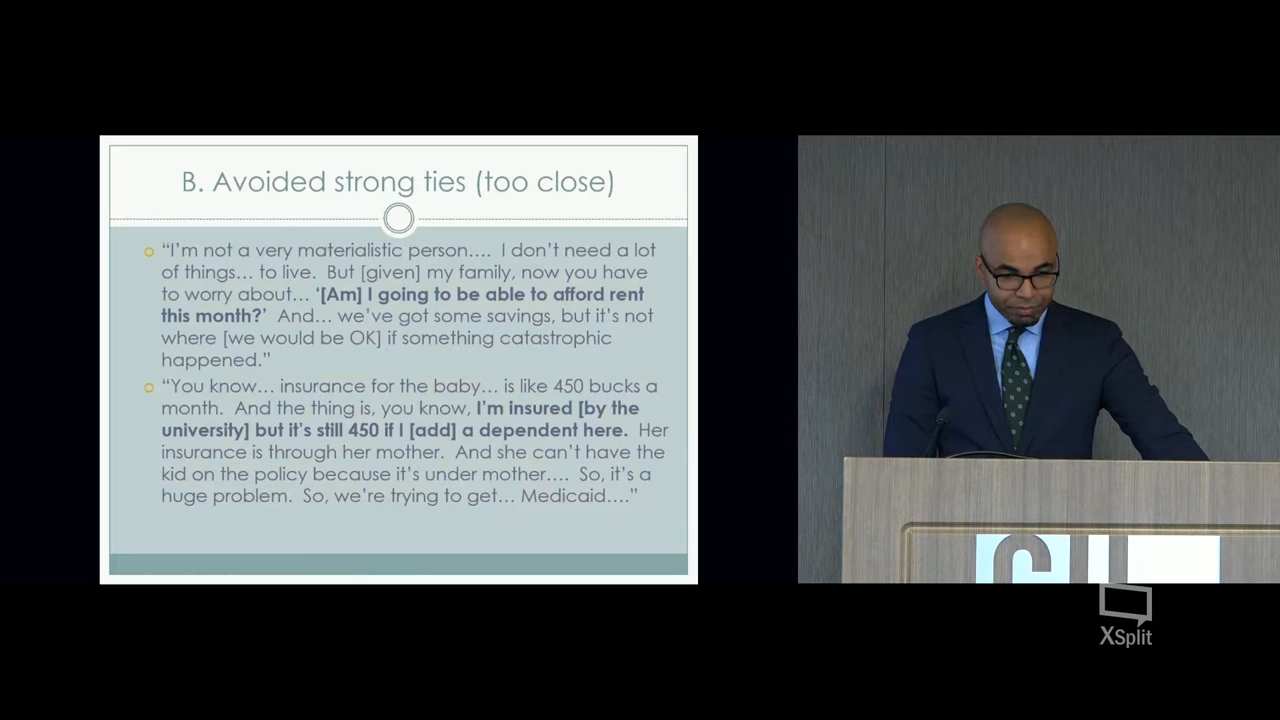 B. Avoided strong ties (too close)
“I’m not a very materialistic person…. I don’t need a lot
of things… to live. But [given] my family, now you have
to worry about… ‘[Am] I going to be able to afford rent
this month?’ And… we’ve got some savings, but it’s not
where [we would be OK] if something catastrophic
happened.”
“You know… insurance for the baby… is like 450 bucks a
month. And the thing is, you know, I’m insured [by the
university] but it’s still 450 if I [add] a dependent here. Her
insurance is through her mother. And she can’t have the
kid on the policy because it’s under mother…. So, it’s a
huge problem. So, we’re trying to get… Medicaid….”
XSplit